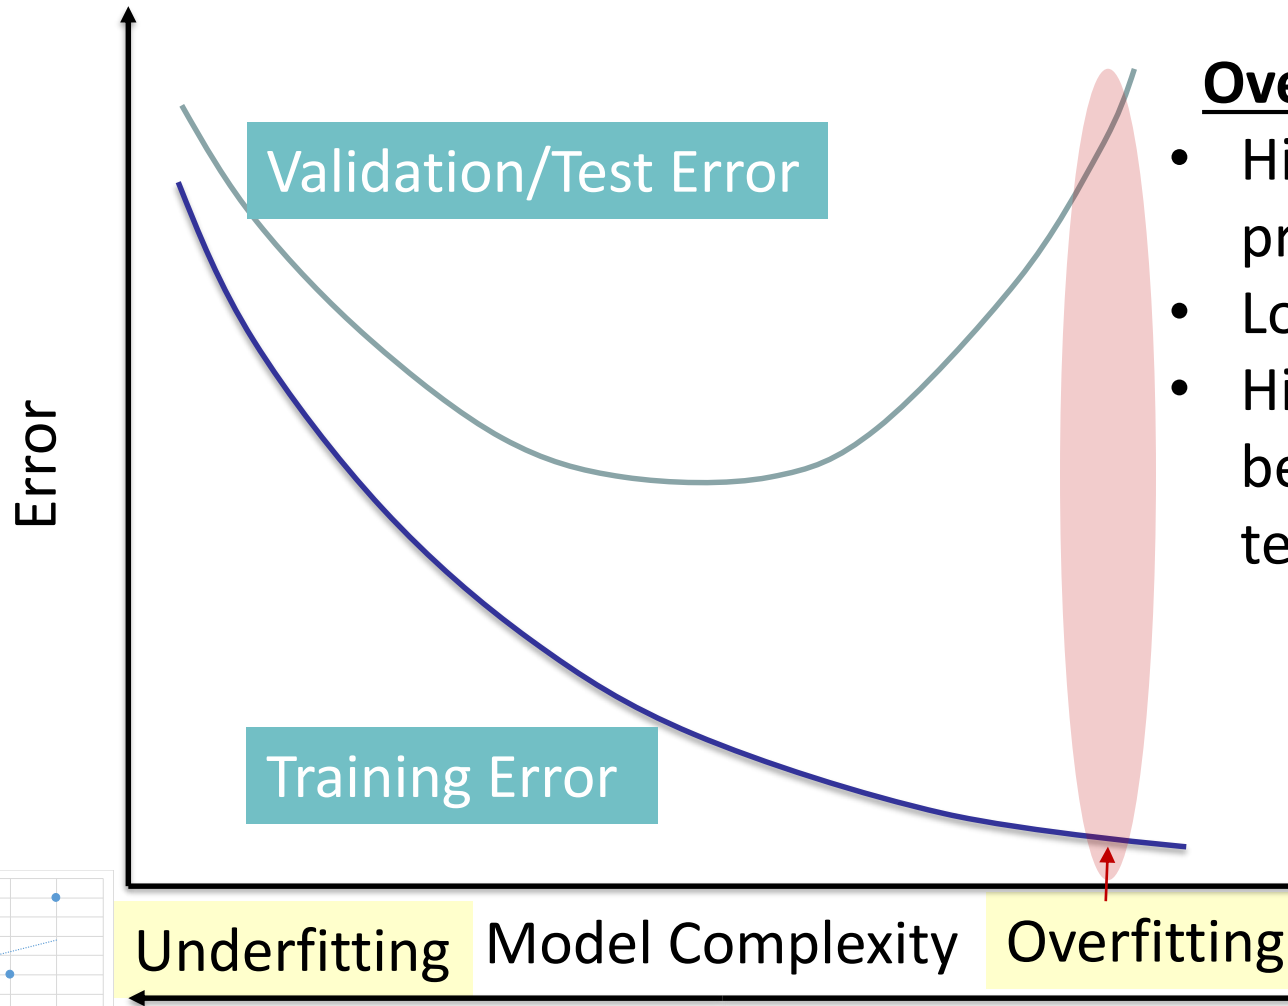 Validation/Test Error
Error
Training Error
Underfitting
Model Complexity
Overfitting